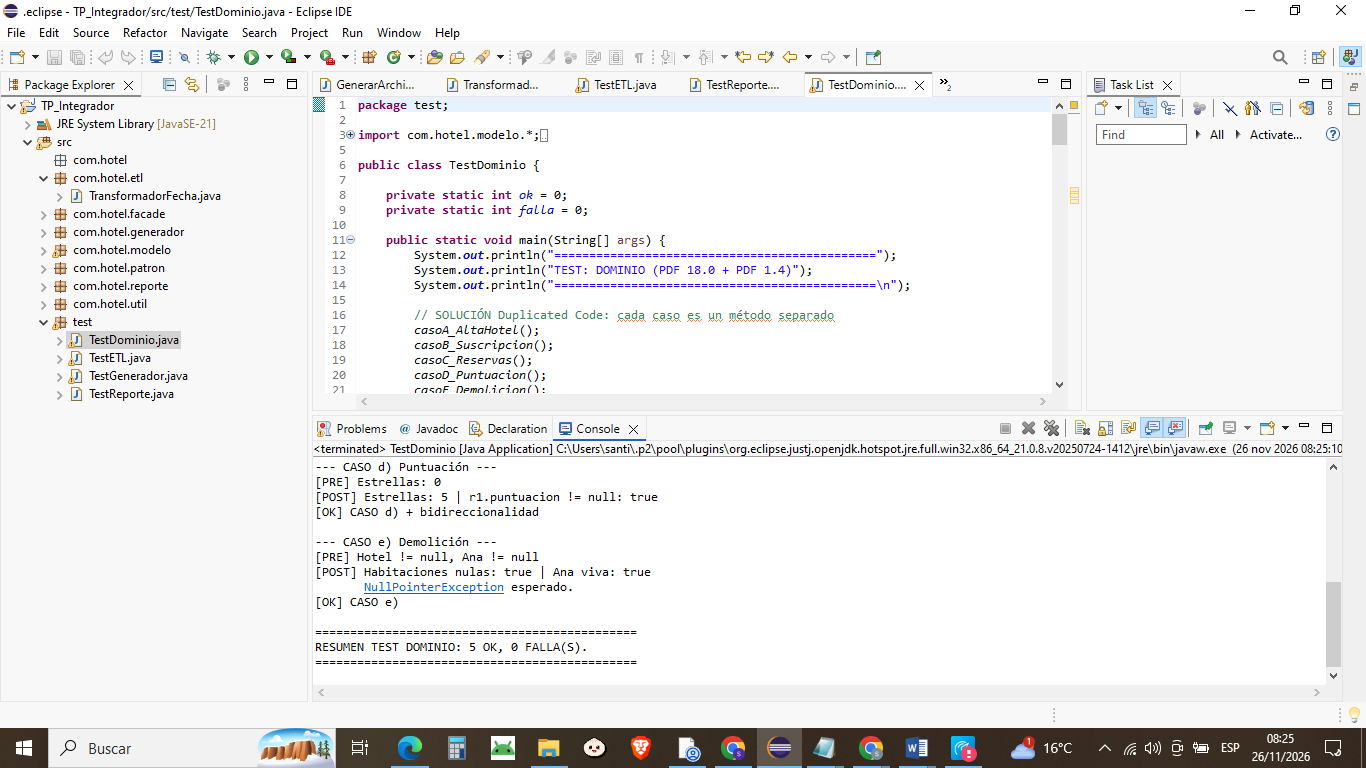 .eclipse - TP_Integrador/src/test/TestDominio.java - Eclipse IDE
File Edit Source Refactor Navigate Search Project Run Window Help
Package Explorer
TP_Integrador
JRE System Library [JavaSE-21]
src
com.hotel
com.hotel.etl
TransformadorFecha.java
com.hotel.facade
com.hotel.generador
com.hotel.modelo
com.hotel.patron
com.hotel.reporte
com.hotel.util
test
TestDominio.java
TestETL.java
TestGenerador.java
TestReporte.java
GenerarArchi... Transformad... TestETL.java TestReporte.... TestDominio.... »2
1 package test;
2
3 import com.hotel.modelo.*;
5
6 public class TestDominio {
7
8 private static int ok = 0;
9 private static int falla = 0;
10
11 public static void main(String[] args) {
12 System.out.println("==============================================");
13 System.out.println("TEST: DOMINIO (PDF 18.0 + PDF 1.4)");
14 System.out.println("==============================================\n");
15
16 // SOLUCIÓN Duplicated Code: cada caso es un método separado
17 casoA_AltaHotel();
18 casoB_Suscripcion();
19 casoC_Reservas();
20 casoD_Puntuacion();
21 casoE_Demolicion();
Task List
Find All Activate...
Problems Javadoc Declaration Console
<terminated> TestDominio [Java Application] C:\Users\santi\.p2\pool\plugins\org.eclipse.justj.openjdk.hotspot.jre.full.win32.x86_64_21.0.8.v20250724-1412\jre\bin\javaw.exe (26 nov 2026 08:25:10
--- CASO d) Puntuación ---
[PRE] Estrellas: 0
[POST] Estrellas: 5 | r1.puntuacion != null: true
[OK] CASO d) + bidireccionalidad
--- CASO e) Demolición ---
[PRE] Hotel != null, Ana != null
[POST] Habitaciones nulas: true | Ana viva: true
NullPointerException esperado.
[OK] CASO e)
==============================================
RESUMEN TEST DOMINIO: 5 OK, 0 FALLA(S).
==============================================
Buscar
1
16°C
ESP
08:25
26/11/2026